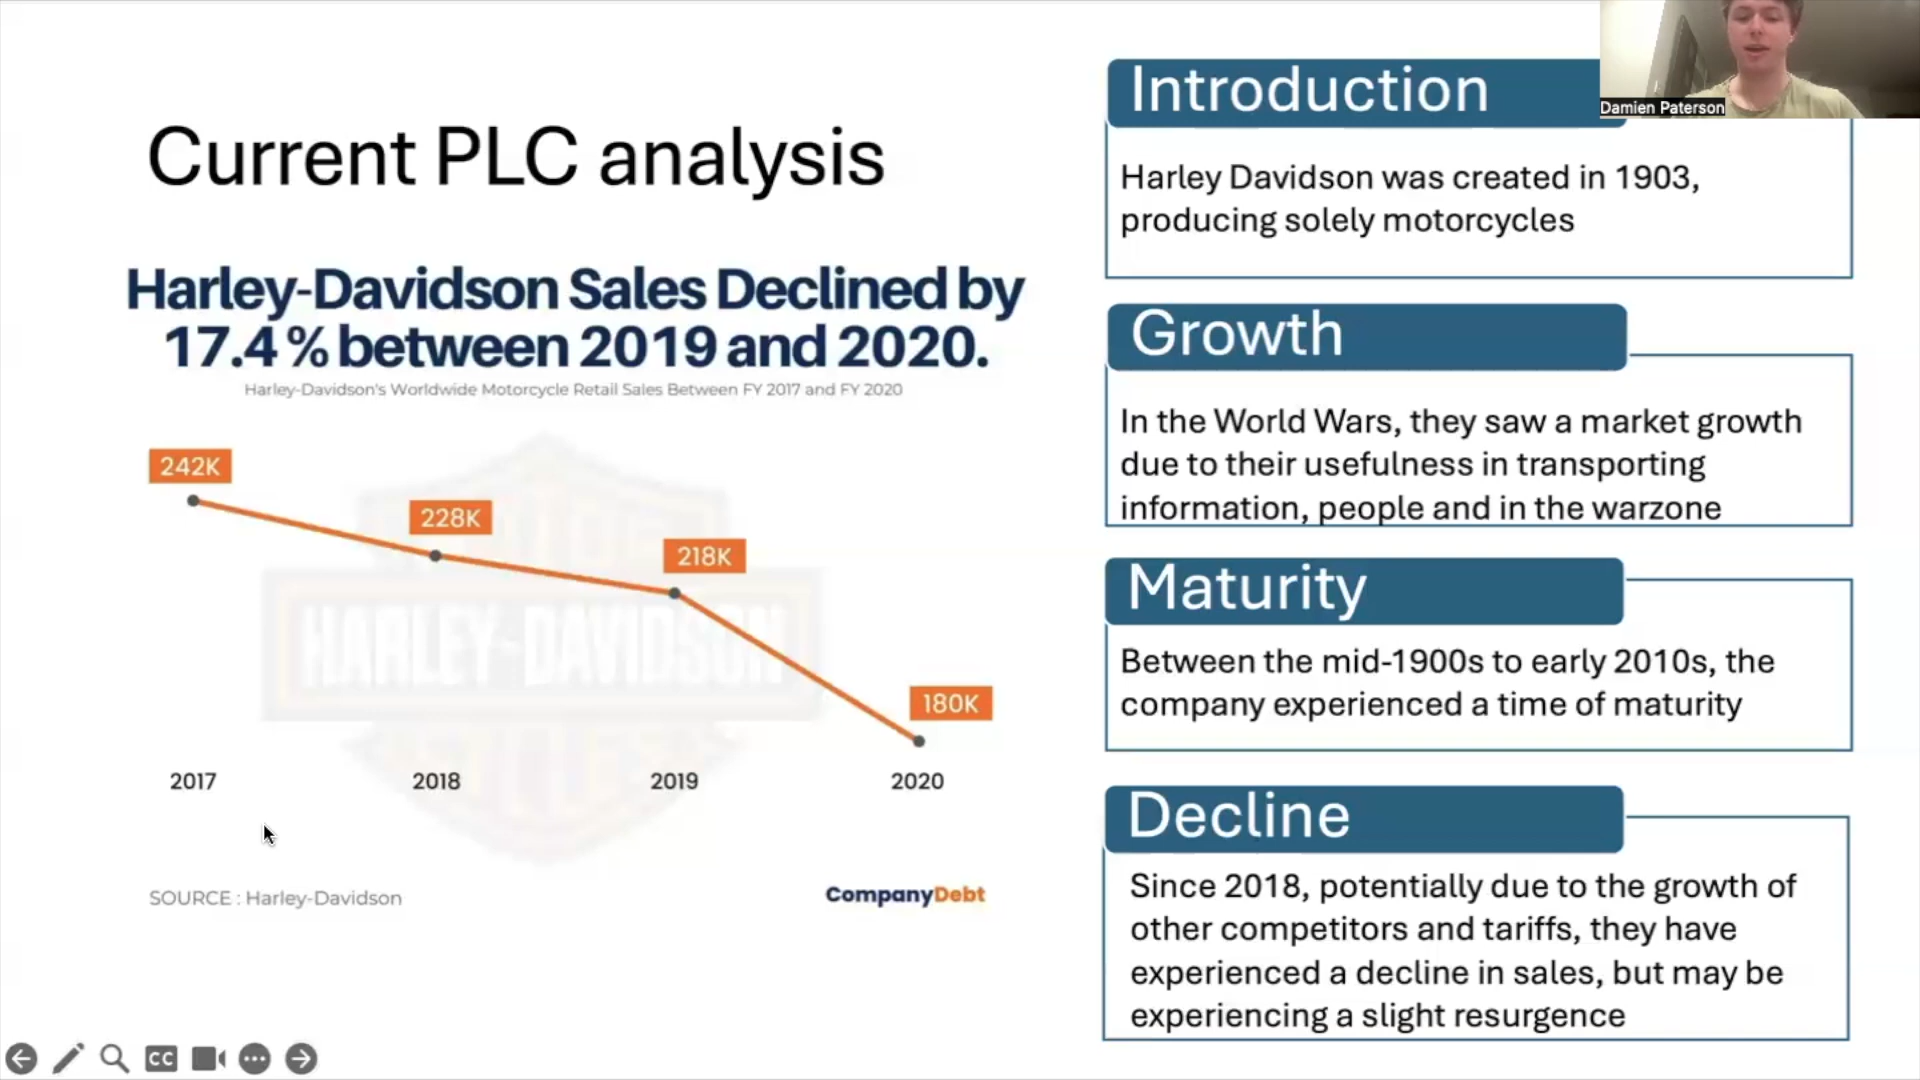 Current PLC analysis
Harley-Davidson Sales Declined by
17.4 % between 2019 and 2020.
Harley-Davidson's Worldwide Motorcycle Retail Sales Between FY 2017 and FY 2020
242K
228K
218K
180K
HARLEY-DAVIDSON
2017
2018
2019
2020
SOURCE : Harley-Davidson
CompanyDebt
Introduction
Harley Davidson was created in 1903,
producing solely motorcycles
Growth
In the World Wars, they saw a market growth
due to their usefulness in transporting
information, people and in the warzone
Maturity
Between the mid-1900s to early 2010s, the
company experienced a time of maturity
Decline
Since 2018, potentially due to the growth of
other competitors and tariffs, they have
experienced a decline in sales, but may be
experiencing a slight resurgence
Damien Paterson
CC